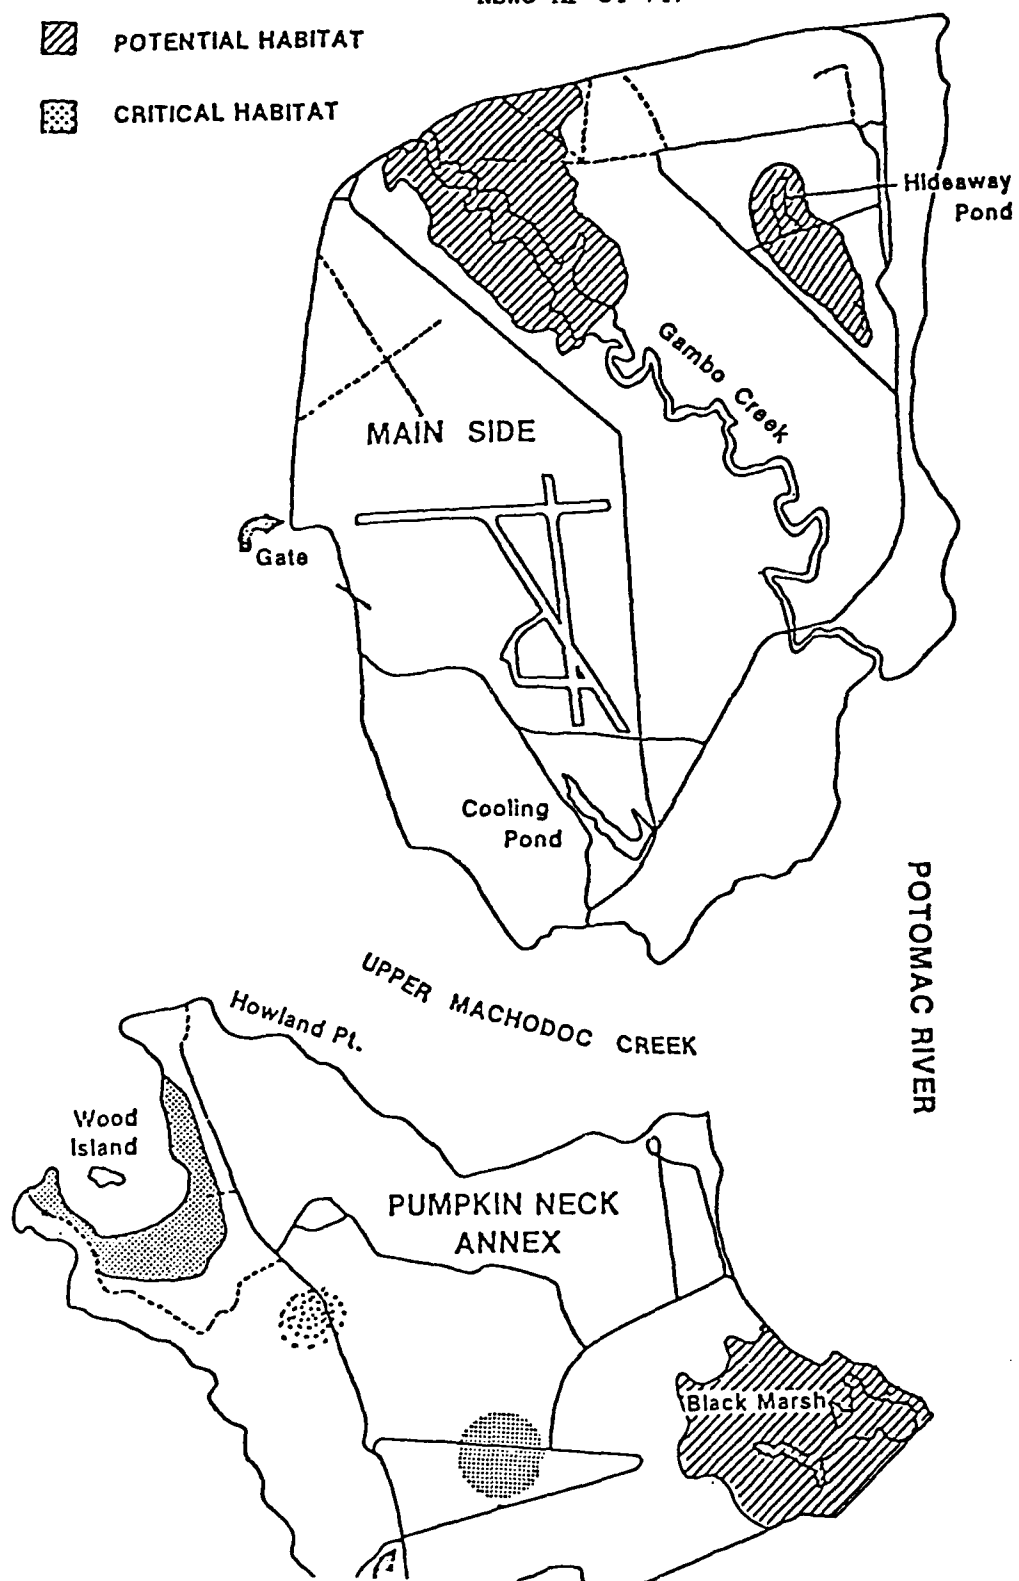 POTENTIAL HABITAT
CRITICAL HABITAT
Hideaway
Pond
Gambo Creek
MAIN SIDE
Gate
Cooling
Pond
POTOMAC RIVER
UPPER MACHODOC CREEK
Howland Pt.
Wood
Island
PUMPKIN NECK
ANNEX
Black Marsh